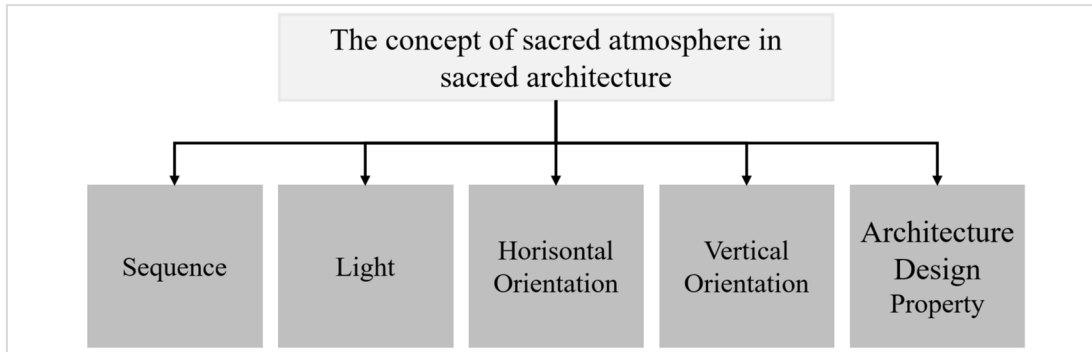 The concept of sacred atmosphere in
sacred architecture
Sequence
Light
Horisontal
Orientation
Vertical
Orientation
Architecture
Design
Property